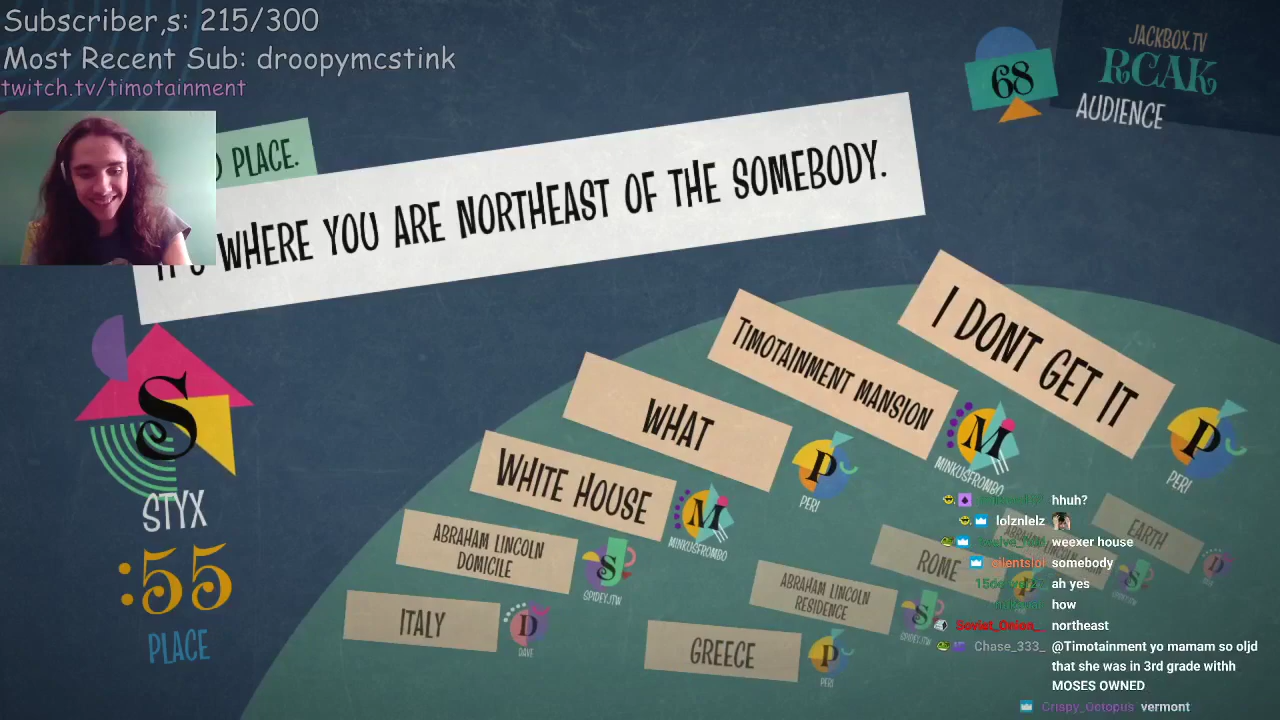 Subscriber,s: 215/300
Most Recent Sub: droopymcstink
twitch.tv/timotainment
68
JACKBOX.TV
RCAK
AUDIENCE
PLACE.
WHERE YOU ARE NORTHEAST OF THE SOMEBODY.
S
STYX
:55
PLACE
I DONT GET IT
P
PERI
TIMOTAINMENT MANSION
M
MINKUSFROMBO
WHAT
P
PERI
WHITE HOUSE
M
MINKUSFROMBO
ABRAHAM LINCOLN
DOMICILE
S
SPIDEY.TTW
ITALY
D
DAVE
EARTH
D
ROME
ABRAHAM LINCOLN
RESIDENCE
S
GREECE
P
PERI
hhuh?
lolznlelz
weexer house
silentslol somebody
ah yes
how
Soviet_Onion_ northeast
Chase_333_ @Timotainment yo mamam so oljd
that she was in 3rd grade withh
MOSES OWNED
Crispy_Octopus vermont